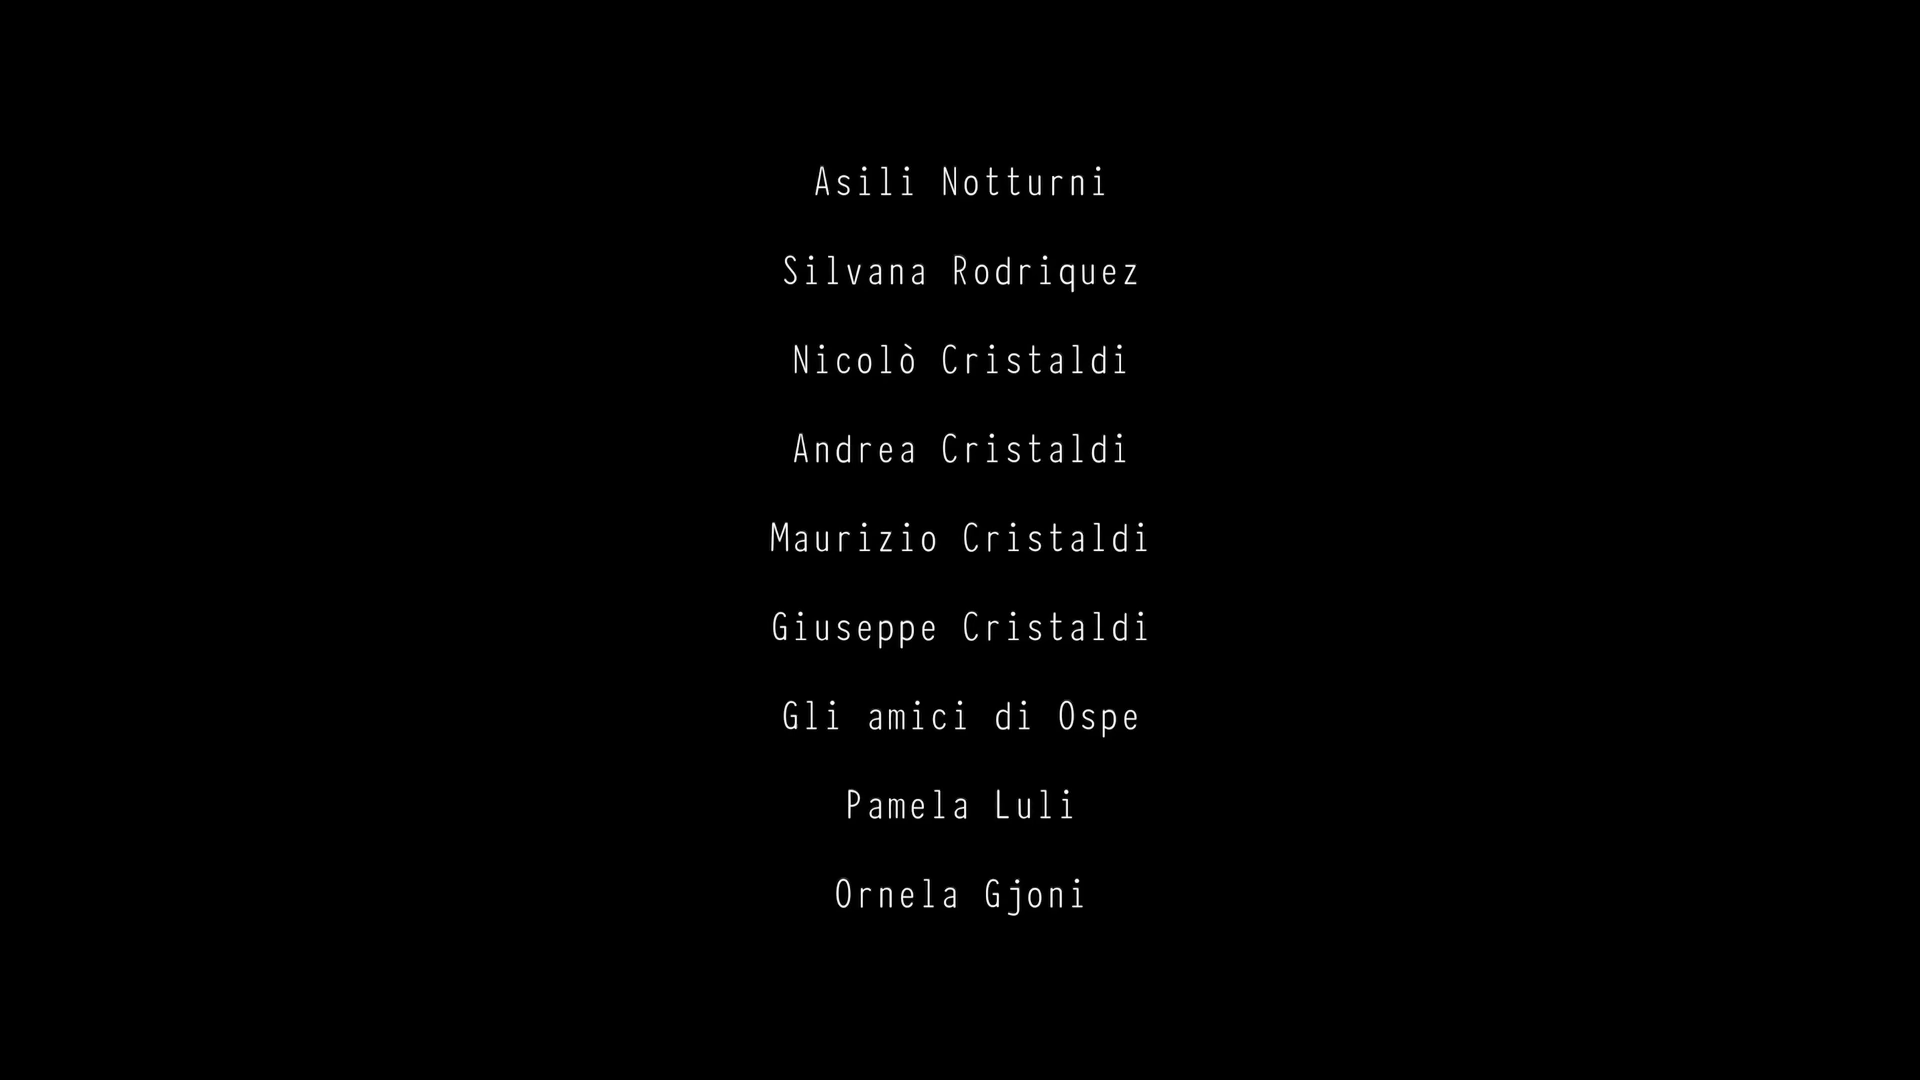 Asili Notturni
Silvana Rodriquez
Nicolò Cristaldi
Andrea Cristaldi
Maurizio Cristaldi
Giuseppe Cristaldi
Gli amici di Ospe
Pamela Luli
Ornela Gjoni